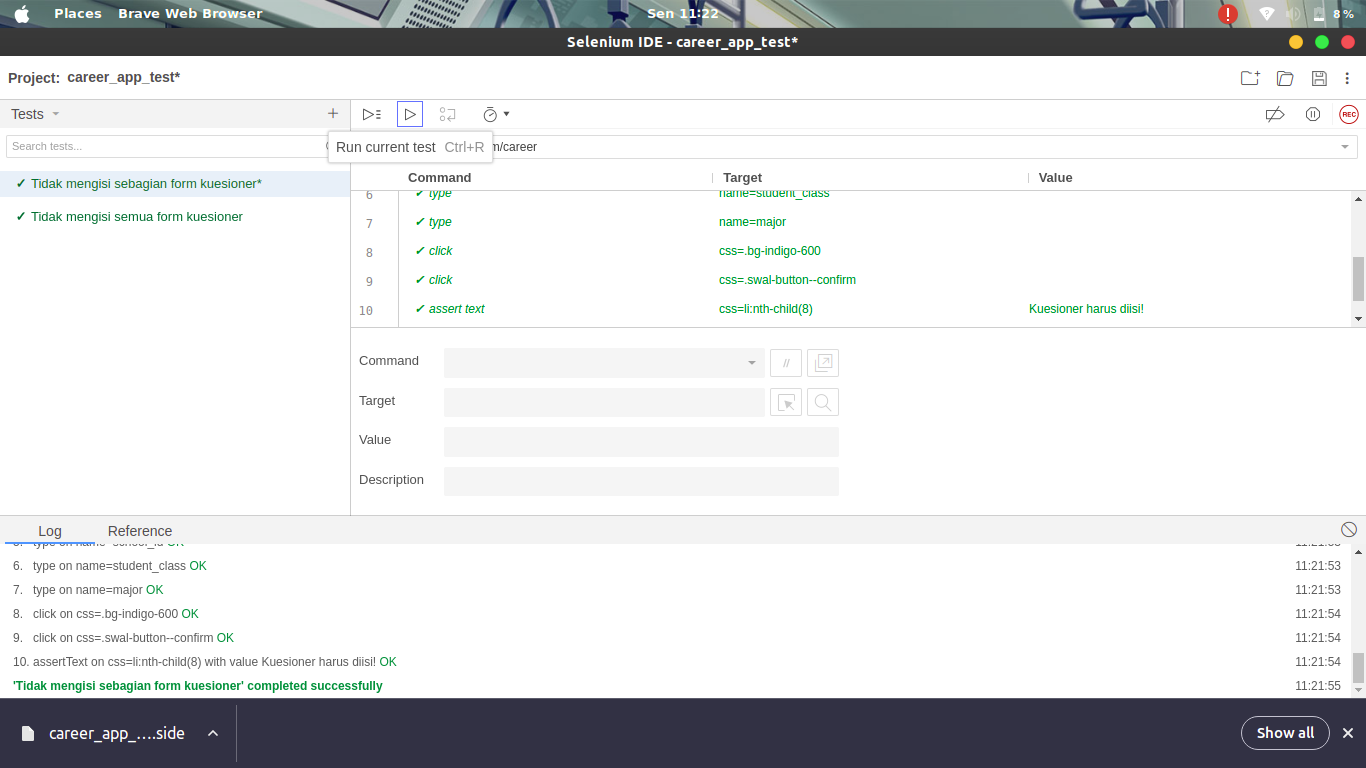 Places Brave Web Browser Sen 11:22 8%
Selenium IDE - career_app_test*
Project: career_app_test*
Tests +
REC
Search tests...
Run current test Ctrl+R
m/career
Command Target Value
✓ Tidak mengisi sebagian form kuesioner*
✓ Tidak mengisi semua form kuesioner
6 ✓ type name=student_class
7 ✓ type name=major
8 ✓ click css=.bg-indigo-600
9 ✓ click css=.swal-button--confirm
10 ✓ assert text css=li:nth-child(8) Kuesioner harus diisi!
Command //
Target
Value
Description
Log Reference
5. type on name=school_id OK 11:21:53
6. type on name=student_class OK 11:21:53
7. type on name=major OK 11:21:53
8. click on css=.bg-indigo-600 OK 11:21:54
9. click on css=.swal-button--confirm OK 11:21:54
10. assertText on css=li:nth-child(8) with value Kuesioner harus diisi! OK 11:21:54
'Tidak mengisi sebagian form kuesioner' completed successfully 11:21:55
career_app_....side Show all